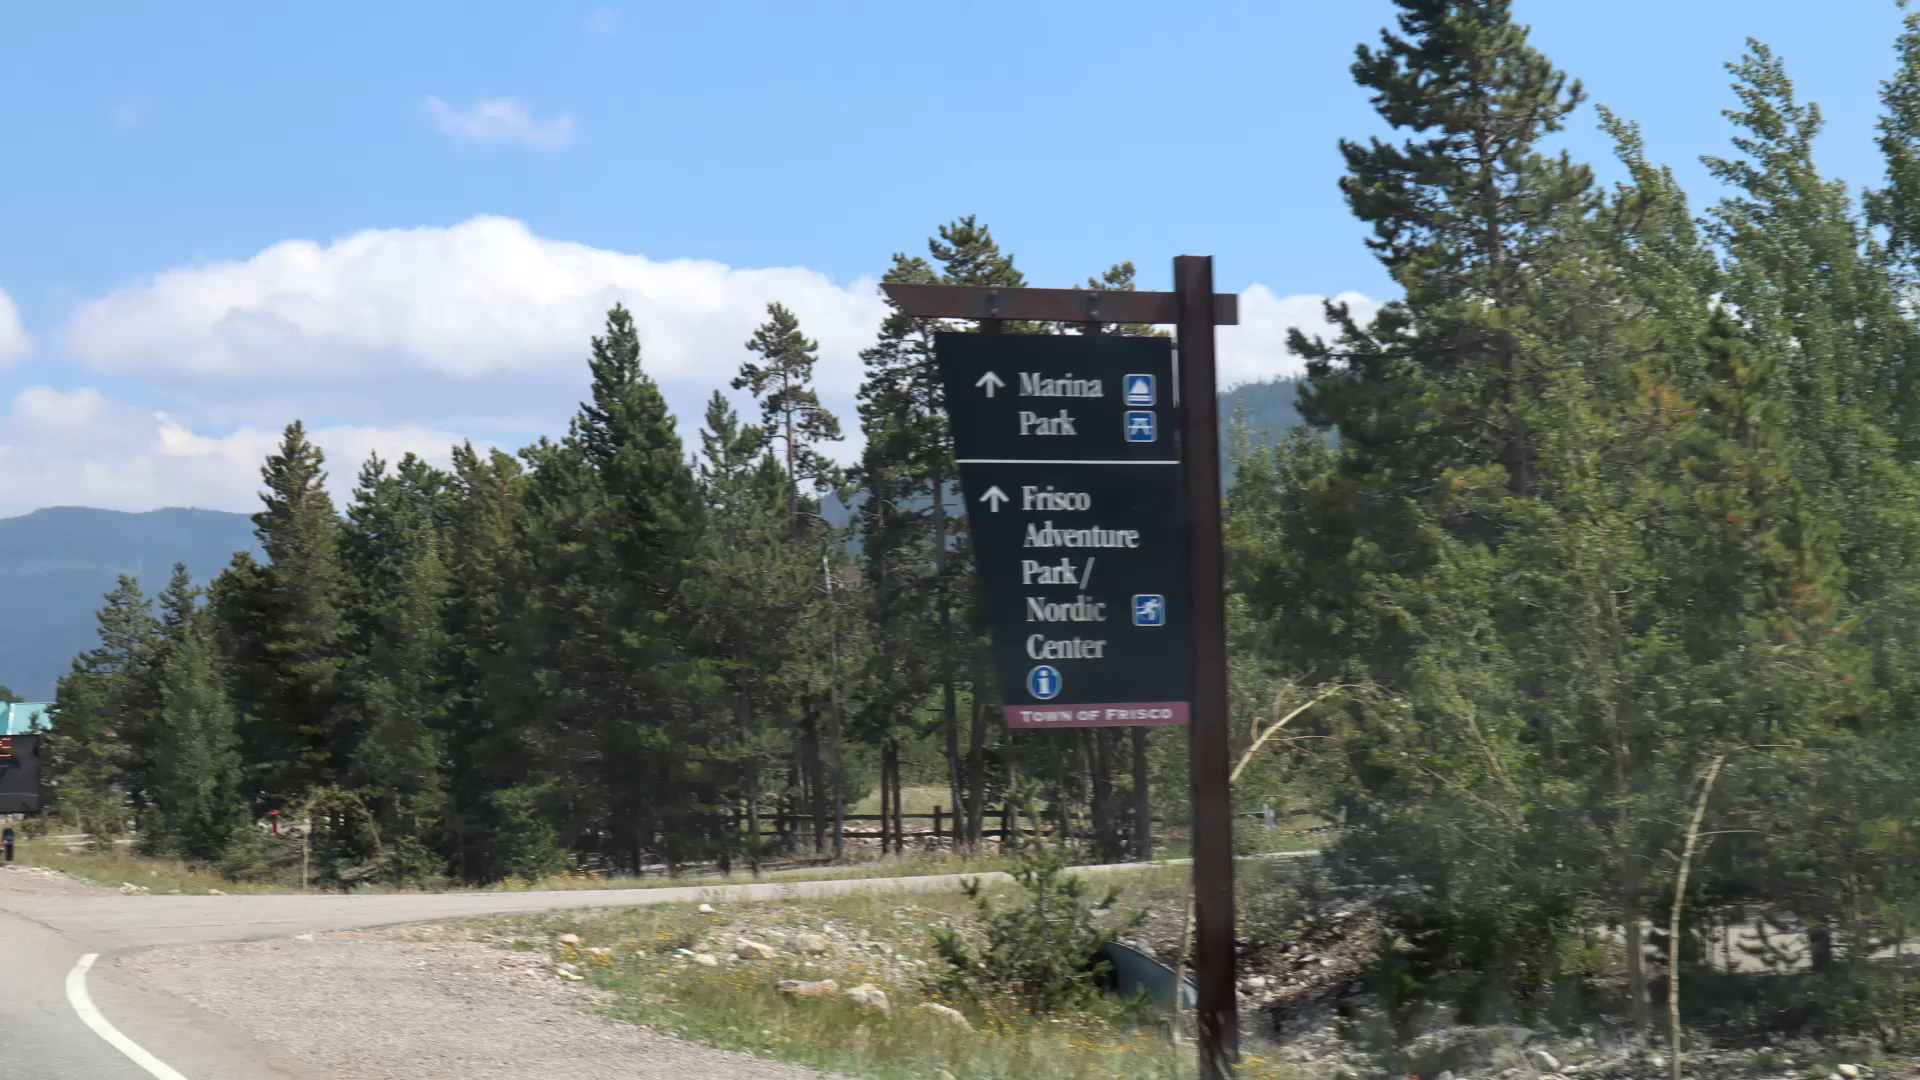 Marina
Park
Frisco
Adventure
Park/
Nordic
Center
i
TOWN OF FRISCO